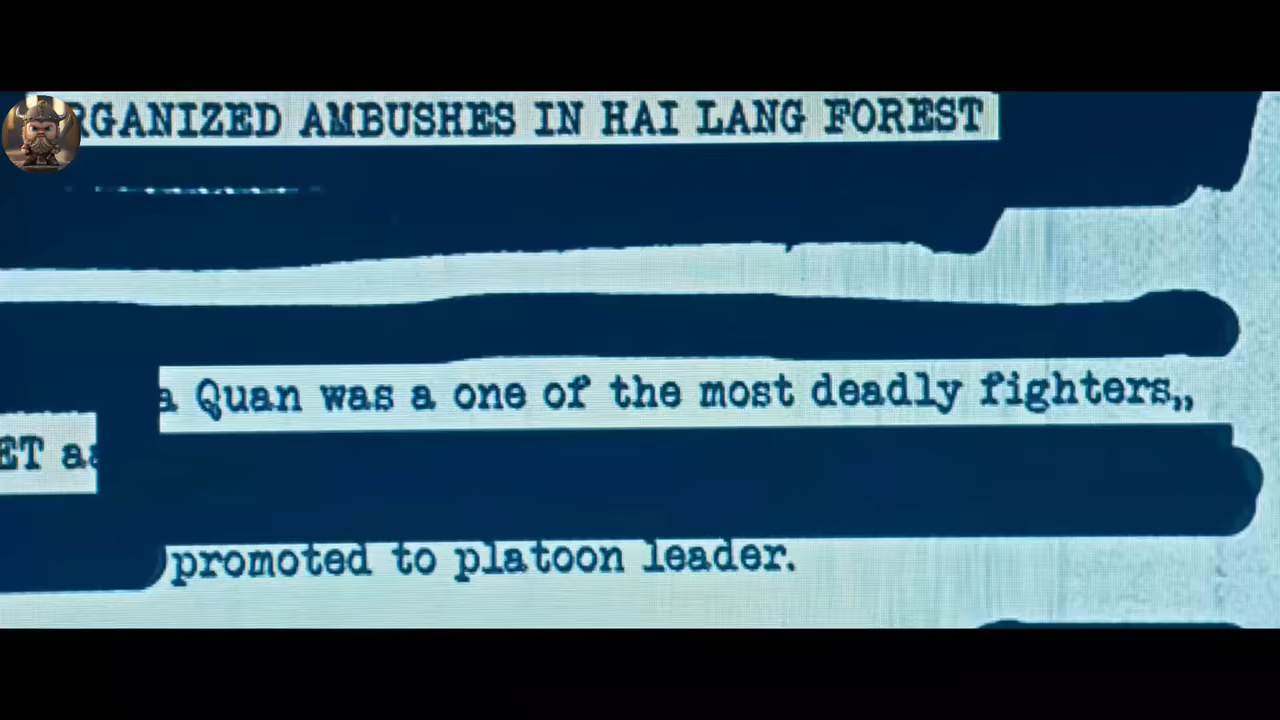 RGANIZED AMBUSHES IN HAI LANG FOREST
a Quan was a one of the most deadly fighters,,
ET aa
promoted to platoon leader.